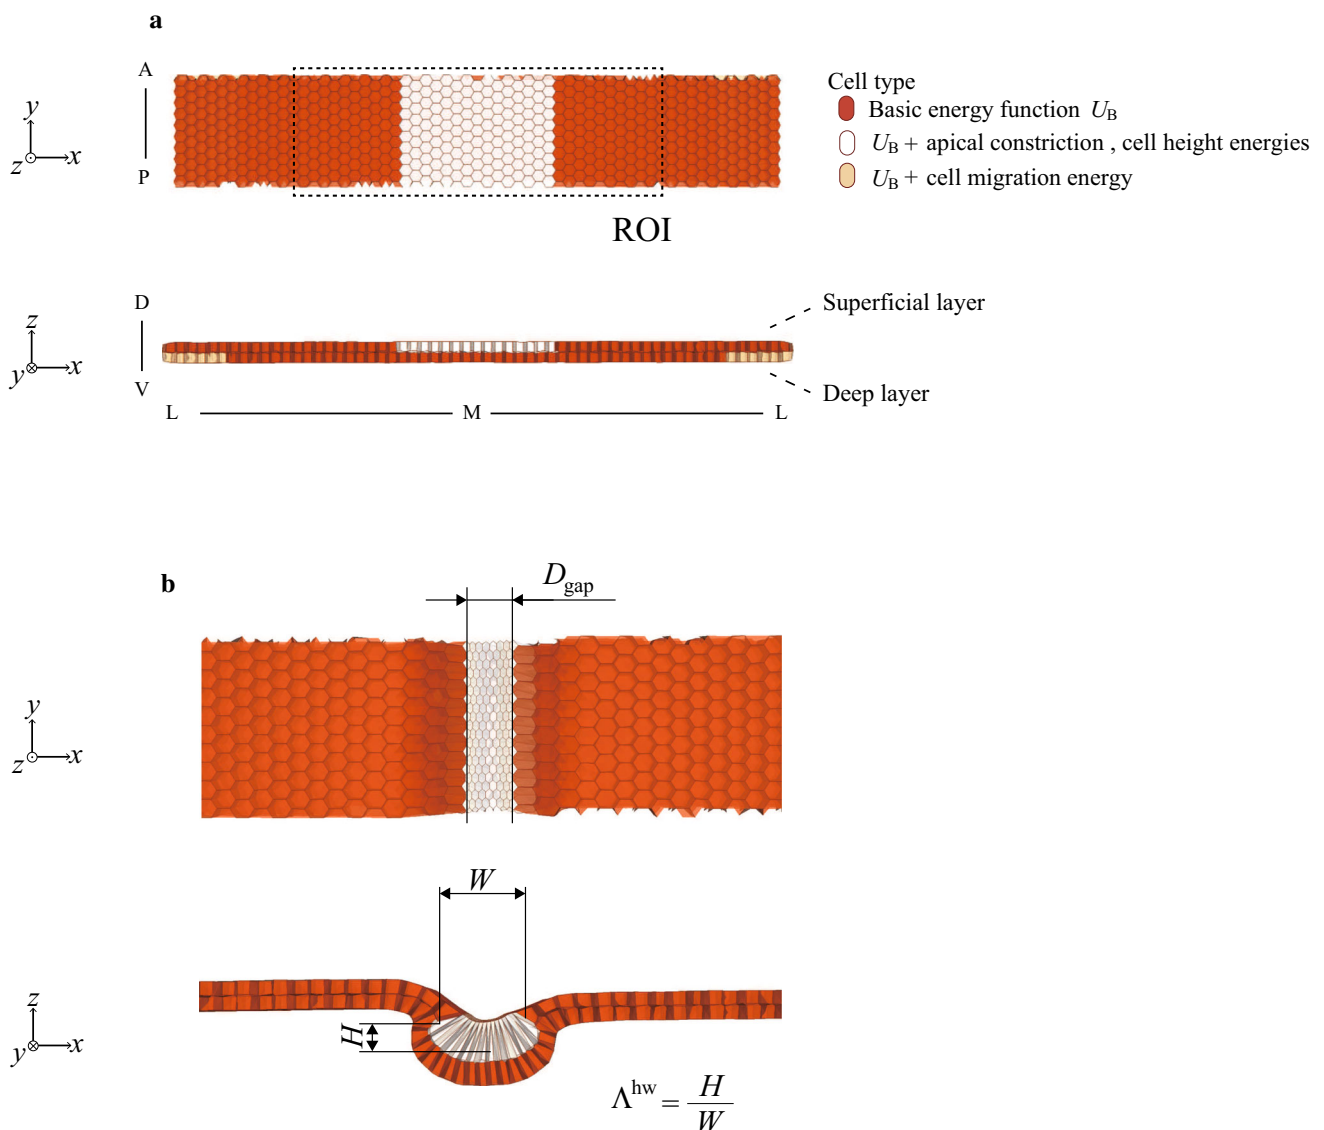 a
A
P
y
z
x
Cell type
Basic energy function U_B
U_B + apical constriction , cell height energies
U_B + cell migration energy
ROI
D
V
z
y
x
Superficial layer
Deep layer
L M L
b
D_gap
y
z
x
W
z
y
x
H
Λ^hw = H / W